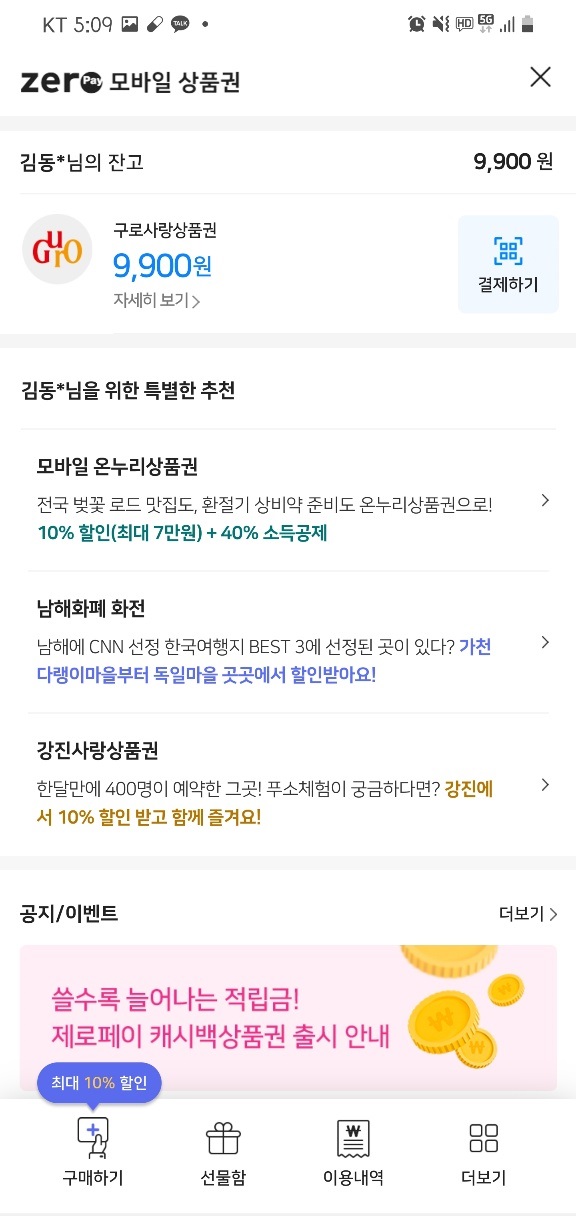 KT 5:09 TALK HD 5G
zero Pay 모바일 상품권
김동*님의 잔고 9,900 원
GurO
구로사랑상품권
9,900원
자세히 보기
결제하기
김동*님을 위한 특별한 추천
모바일 온누리상품권
전국 벚꽃 로드 맛집도, 환절기 상비약 준비도 온누리상품권으로!
10% 할인(최대 7만원) + 40% 소득공제
남해화폐 화전
남해에 CNN 선정 한국여행지 BEST 3에 선정된 곳이 있다? 가천
다랭이마을부터 독일마을 곳곳에서 할인받아요!
강진사랑상품권
한달만에 400명이 예약한 그곳! 푸소체험이 궁금하다면? 강진에
서 10% 할인 받고 함께 즐겨요!
공지/이벤트 더보기
쓸수록 늘어나는 적립금!
제로페이 캐시백상품권 출시 안내
최대 10% 할인
구매하기 선물함 이용내역 더보기